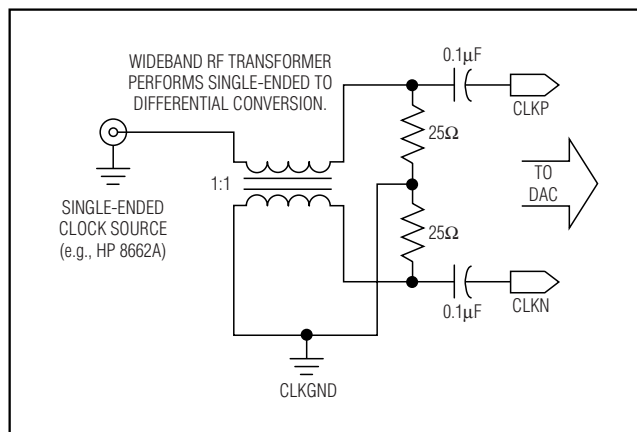 WIDEBAND RF TRANSFORMER
PERFORMS SINGLE-ENDED TO
DIFFERENTIAL CONVERSION.
0.1μF
CLKP
25Ω
1:1
TO
DAC
SINGLE-ENDED
CLOCK SOURCE
(e.g., HP 8662A)
25Ω
0.1μF
CLKN
CLKGND